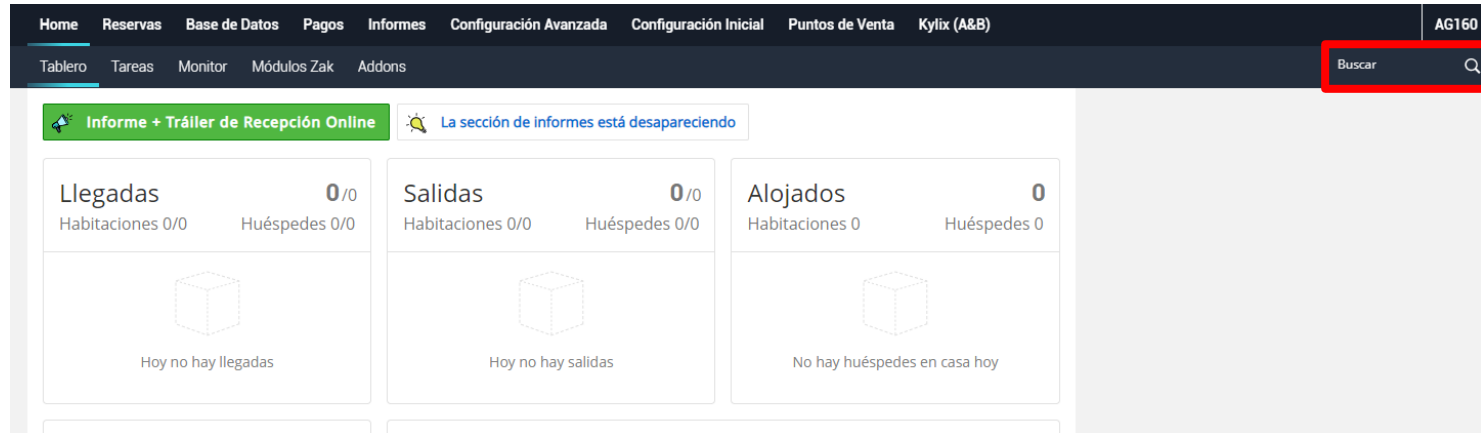 Home Reservas Base de Datos Pagos Informes Configuración Avanzada Configuración Inicial Puntos de Venta Kylix (A&B) AG160
Tablero Tareas Monitor Módulos Zak Addons Buscar
Informe + Tráiler de Recepción Online La sección de informes está desapareciendo
Llegadas 0/0
Habitaciones 0/0 Huéspedes 0/0
Hoy no hay llegadas
Salidas 0/0
Habitaciones 0/0 Huéspedes 0/0
Hoy no hay salidas
Alojados 0
Habitaciones 0 Huéspedes 0
No hay huéspedes en casa hoy